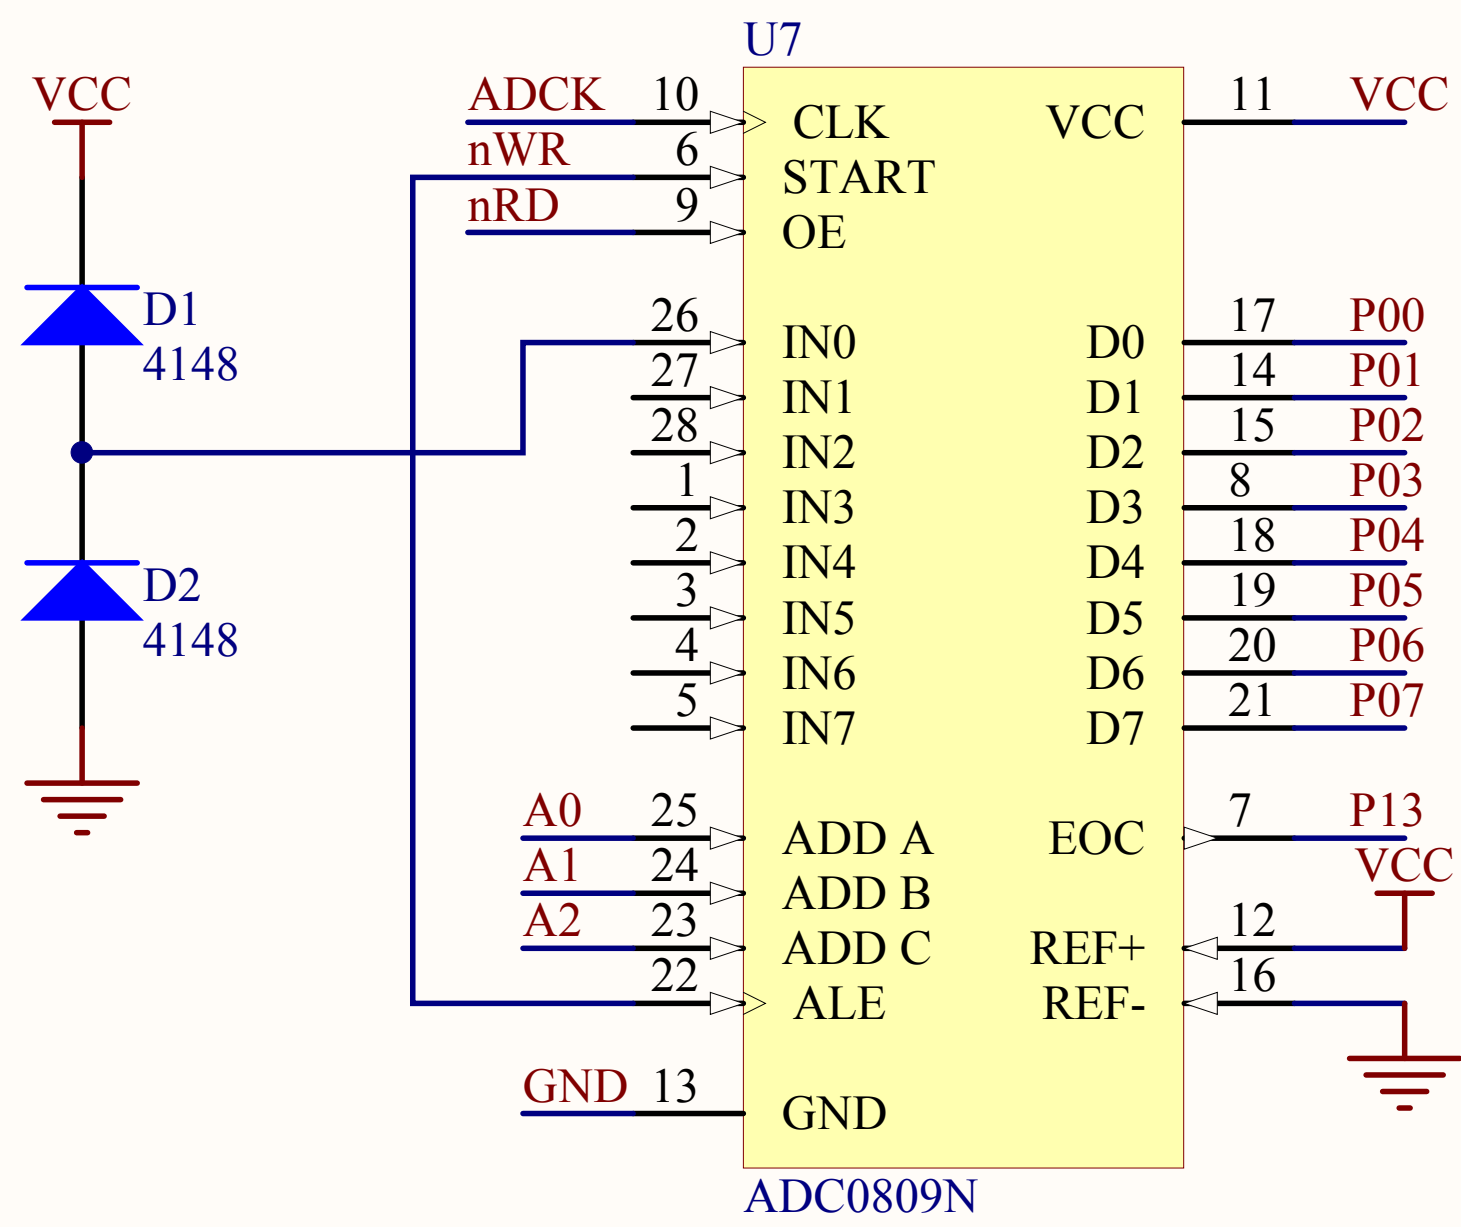 U7
VCC
ADCK 10 CLK VCC 11 VCC
nWR 6 START
nRD 9 OE
D1
4148
26 IN0 D0 17 P00
27 IN1 D1 14 P01
28 IN2 D2 15 P02
1 IN3 D3 8 P03
2 IN4 D4 18 P04
D2
4148
3 IN5 D5 19 P05
4 IN6 D6 20 P06
5 IN7 D7 21 P07
A0 25 ADD A EOC 7 P13
A1 24 ADD B VCC
A2 23 ADD C REF+ 12
22 ALE REF- 16
GND 13 GND
ADC0809N